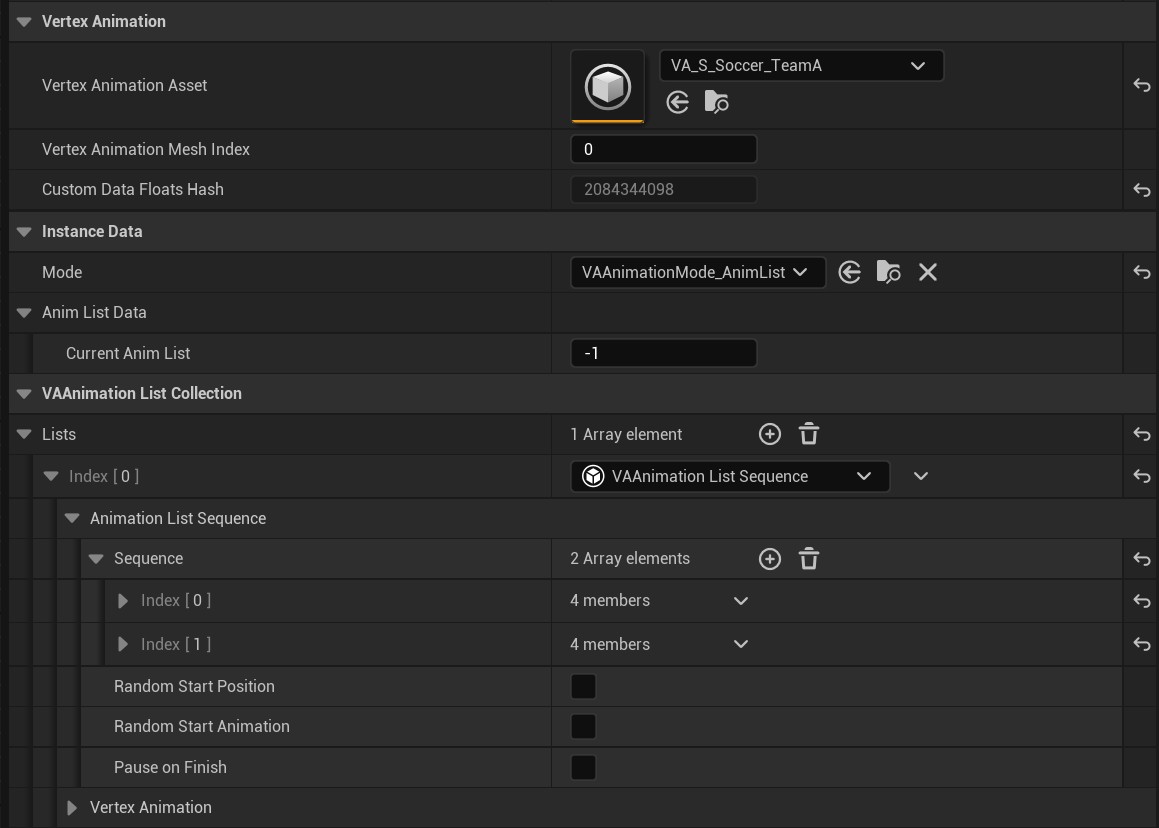 Vertex Animation
Vertex Animation Asset
VA_S_Soccer_TeamA
Vertex Animation Mesh Index 0
Custom Data Floats Hash 2084344098
Instance Data
Mode VAAnimationMode_AnimList
Anim List Data
Current Anim List -1
VAAnimation List Collection
Lists 1 Array element
Index [ 0 ] VAAnimation List Sequence
Animation List Sequence
Sequence 2 Array elements
Index [ 0 ] 4 members
Index [ 1 ] 4 members
Random Start Position
Random Start Animation
Pause on Finish
Vertex Animation